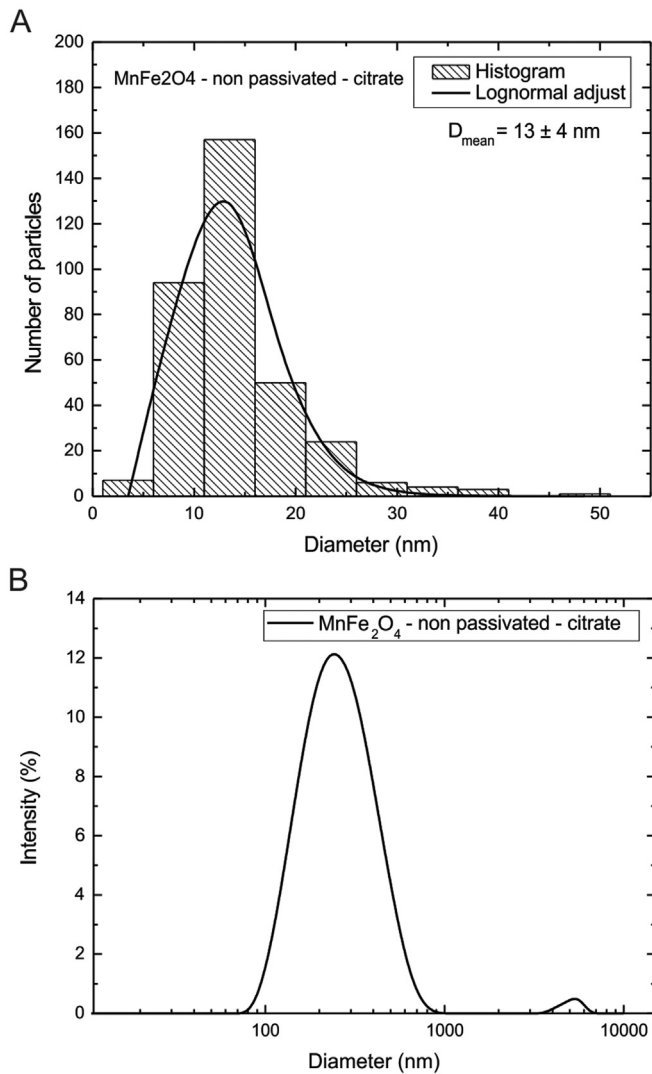 A
MnFe2O4 - non passivated - citrate
Histogram
Lognormal adjust
D_mean = 13 ± 4 nm
200
180
160
140
120
100
80
60
40
20
0
Number of particles
0 10 20 30 40 50
Diameter (nm)
B
MnFe₂O₄ - non passivated - citrate
14
12
10
8
6
4
2
0
Intensity (%)
100 1000 10000
Diameter (nm)